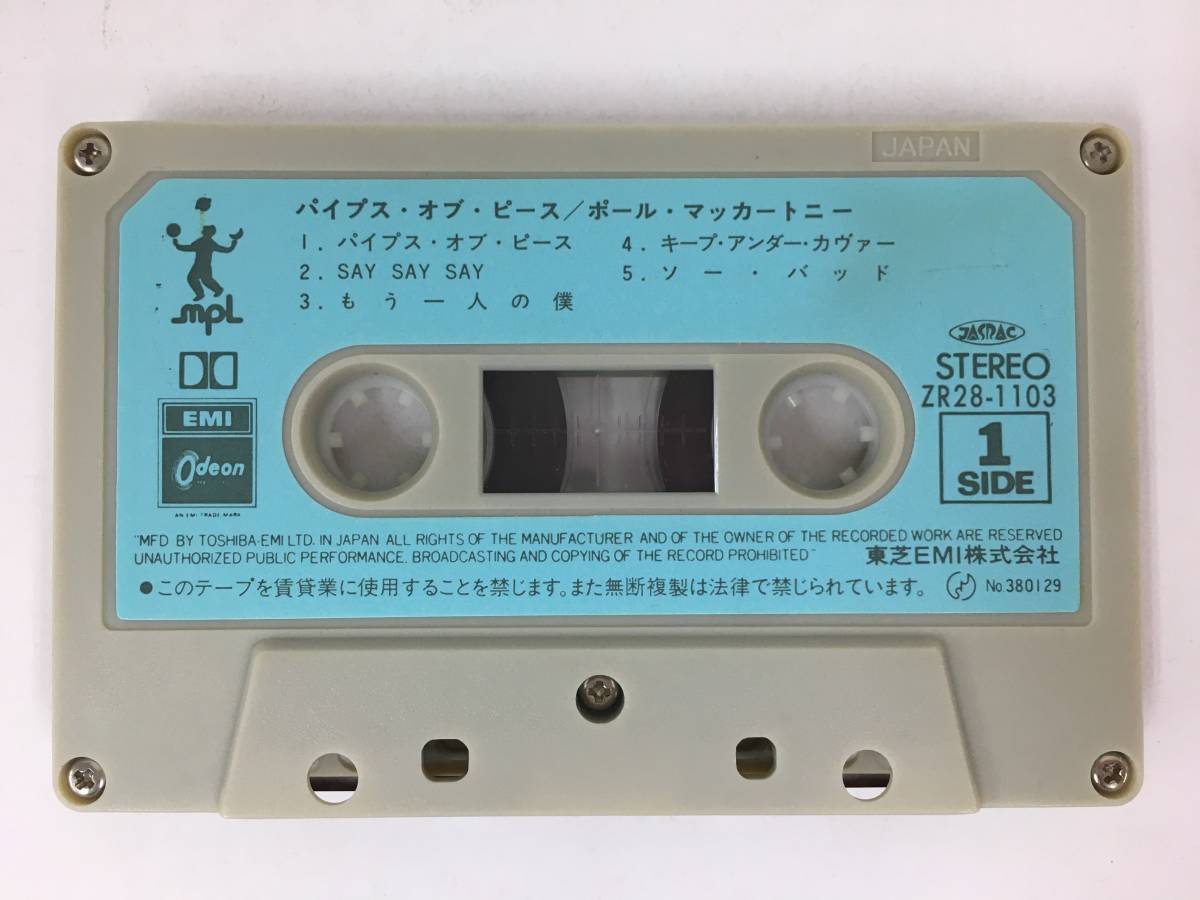 JAPAN
パイプス・オブ・ピース／ポール・マッカートニー
1. パイプス・オブ・ピース
2. SAY SAY SAY
3. もう一人の僕
4. キープ・アンダー・カヴァー
5. ソー・バッド
mpL
JASRAC
STEREO
ZR28-1103
1
SIDE
EMI
Odeon
AN EMI TRADE MARK
"MFD BY TOSHIBA-EMI LTD. IN JAPAN ALL RIGHTS OF THE MANUFACTURER AND OF THE OWNER OF THE RECORDED WORK ARE RESERVED
UNAUTHORIZED PUBLIC PERFORMANCE. BROADCASTING AND COPYING OF THE RECORD PROHIBITED" 東芝EMI株式会社
●このテープを賃貸業に使用することを禁じます。また無断複製は法律で禁じられています。 No.380129